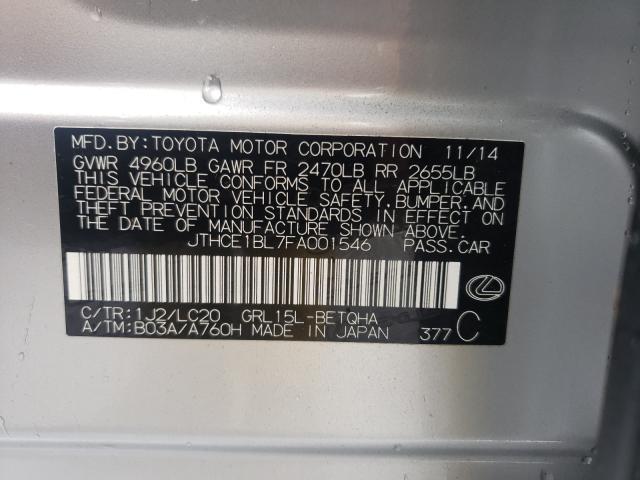 MFD. BY: TOYOTA MOTOR CORPORATION 11/14
GVWR 4960LB GAWR FR 2470LB RR 2655LB
THIS VEHICLE CONFORMS TO ALL APPLICABLE
FEDERAL MOTOR VEHICLE SAFETY, BUMPER, AND
THEFT PREVENTION STANDARDS IN EFFECT ON
THE DATE OF MANUFACTURE SHOWN ABOVE.
JTHCE1BL7FA001546 PASS.CAR
C/TR: 1J2/LC20 GRL15L-BETQHA
A/TM: B03A/A760H MADE IN JAPAN 377 C